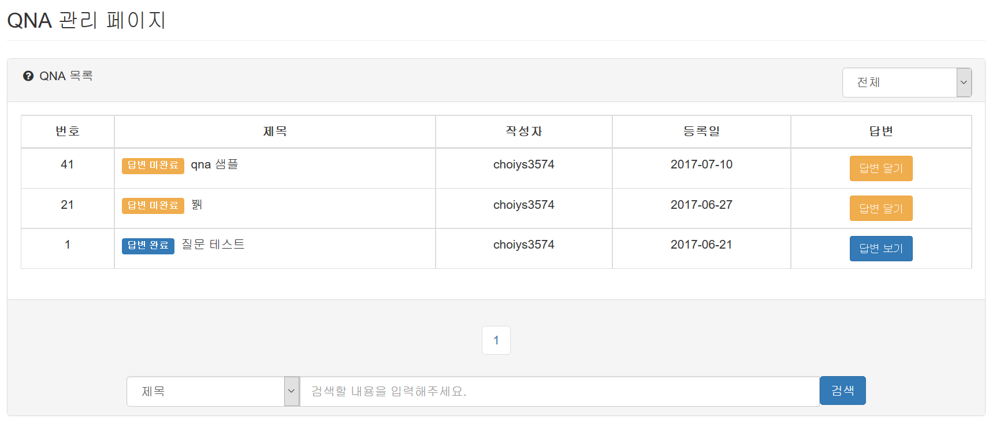 QNA 관리 페이지
QNA 목록
전체
번호 제목 작성자 등록일 답변
41 답변 미완료 qna 샘플 choiys3574 2017-07-10 답변 달기
21 답변 미완료 choiys3574 2017-06-27 답변 달기
1 답변 완료 질문 테스트 choiys3574 2017-06-21 답변 보기
1
제목 검색할 내용을 입력해주세요. 검색